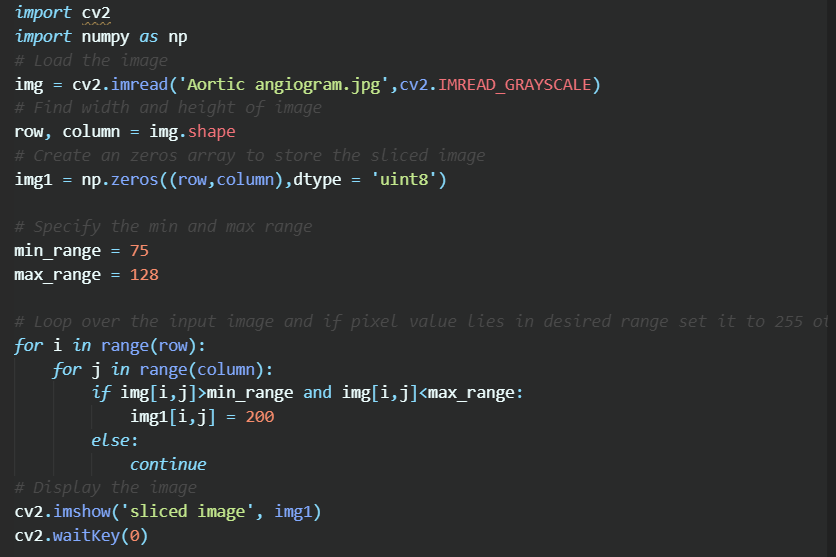 import cv2
import numpy as np
# Load the image
img = cv2.imread('Aortic angiogram.jpg',cv2.IMREAD_GRAYSCALE)
# Find width and height of image
row, column = img.shape
# Create an zeros array to store the sliced image
img1 = np.zeros((row,column),dtype = 'uint8')
# Specify the min and max range
min_range = 75
max_range = 128
# Loop over the input image and if pixel value lies in desired range set it to 255
for i in range(row):
    for j in range(column):
        if img[i,j]>min_range and img[i,j]<max_range:
            img1[i,j] = 200
        else:
            continue
# Display the image
cv2.imshow('sliced image', img1)
cv2.waitKey(0)